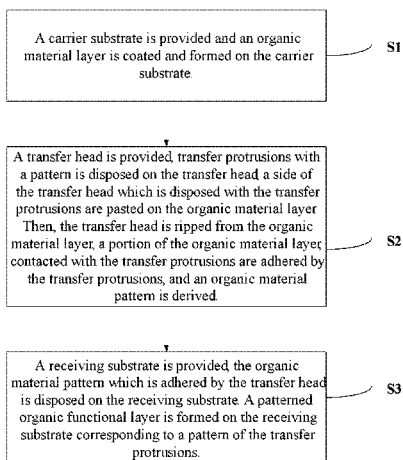 A carrier substrate is provided and an organic
material layer is coated and formed on the carrier
substrate.
S1
A transfer head is provided, transfer protrusions with
a pattern is disposed on the transfer head, a side of
the transfer head which is disposed with the transfer
protrusions are pasted on the organic material layer.
Then, the transfer head is ripped from the organic
material layer, a portion of the organic material layer,
contacted with the transfer protrusions are adhered by
the transfer protrusions, and an organic material
pattern is derived.
S2
A receiving substrate is provided, the organic
material pattern which is adhered by the transfer head
is disposed on the receiving substrate. A patterned
organic functional layer is formed on the receiving
substrate corresponding to a pattern of the transfer
protrusions.
S3